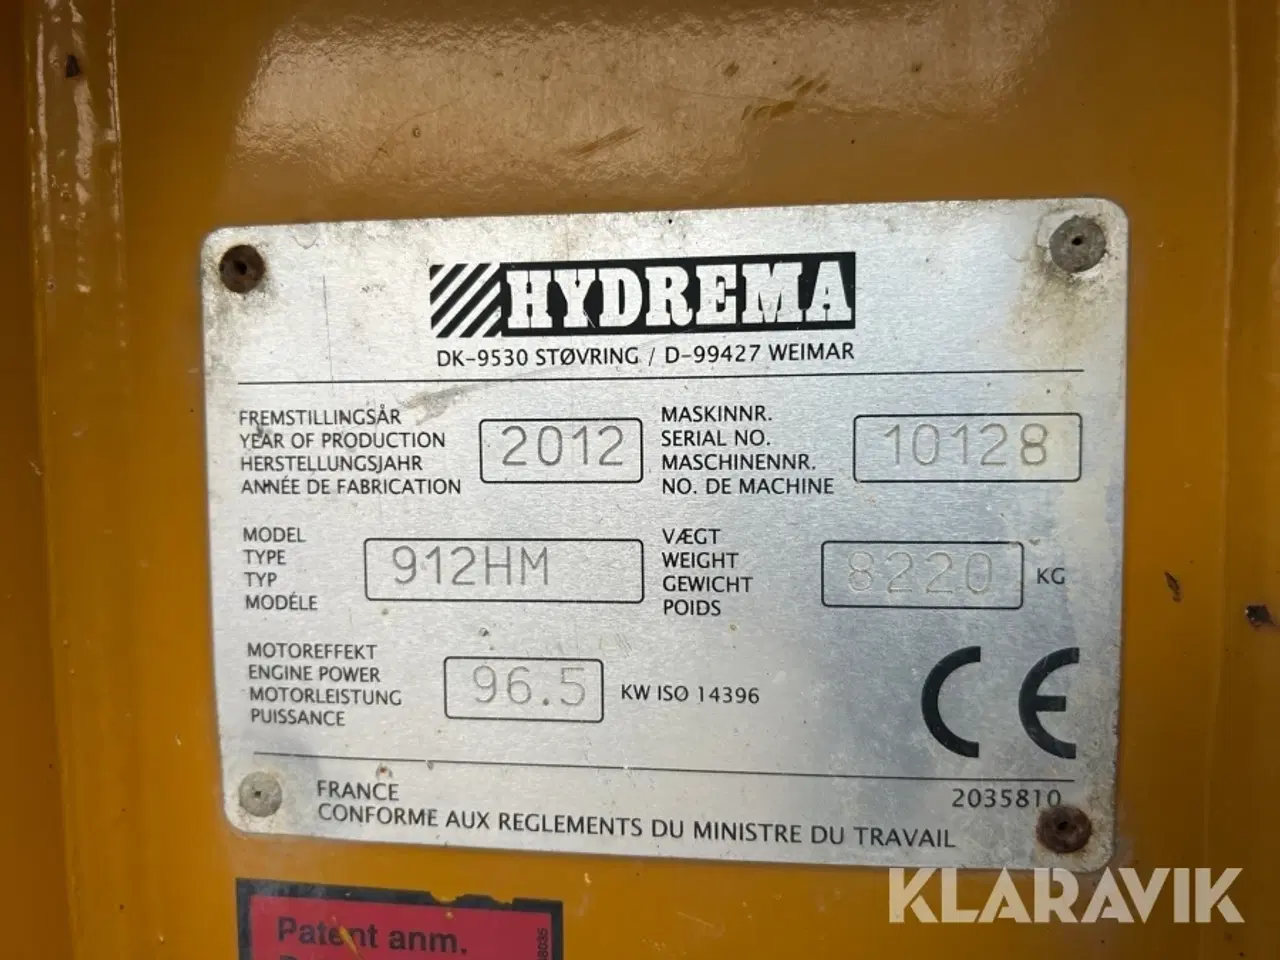 HYDREMA
DK-9530 STØVRING / D-99427 WEIMAR
FREMSTILLINGSÅR
YEAR OF PRODUCTION
HERSTELLUNGSJAHR
ANNÉE DE FABRICATION
2012
MASKINNR.
SERIAL NO.
MASCHINENNR.
NO. DE MACHINE
10128
MODEL
TYPE
TYP
MODÉLE
912HM
VÆGT
WEIGHT
GEWICHT
POIDS
8220
KG
MOTOREFFEKT
ENGINE POWER
MOTORLEISTUNG
PUISSANCE
96.5
KW ISO 14396
CE
FRANCE
CONFORME AUX REGLEMENTS DU MINISTRE DU TRAVAIL
2035810
Patent anm.
KLARAVIK